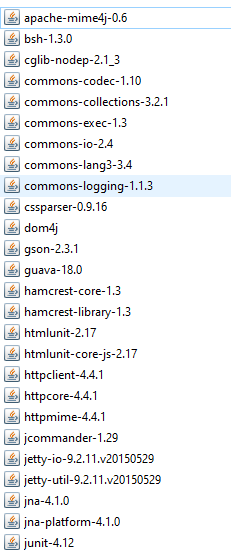 apache-mime4j-0.6
bsh-1.3.0
cglib-nodep-2.1_3
commons-codec-1.10
commons-collections-3.2.1
commons-exec-1.3
commons-io-2.4
commons-lang3-3.4
commons-logging-1.1.3
cssparser-0.9.16
dom4j
gson-2.3.1
guava-18.0
hamcrest-core-1.3
hamcrest-library-1.3
htmlunit-2.17
htmlunit-core-js-2.17
httpclient-4.4.1
httpcore-4.4.1
httpmime-4.4.1
jcommander-1.29
jetty-io-9.2.11.v20150529
jetty-util-9.2.11.v20150529
jna-4.1.0
jna-platform-4.1.0
junit-4.12